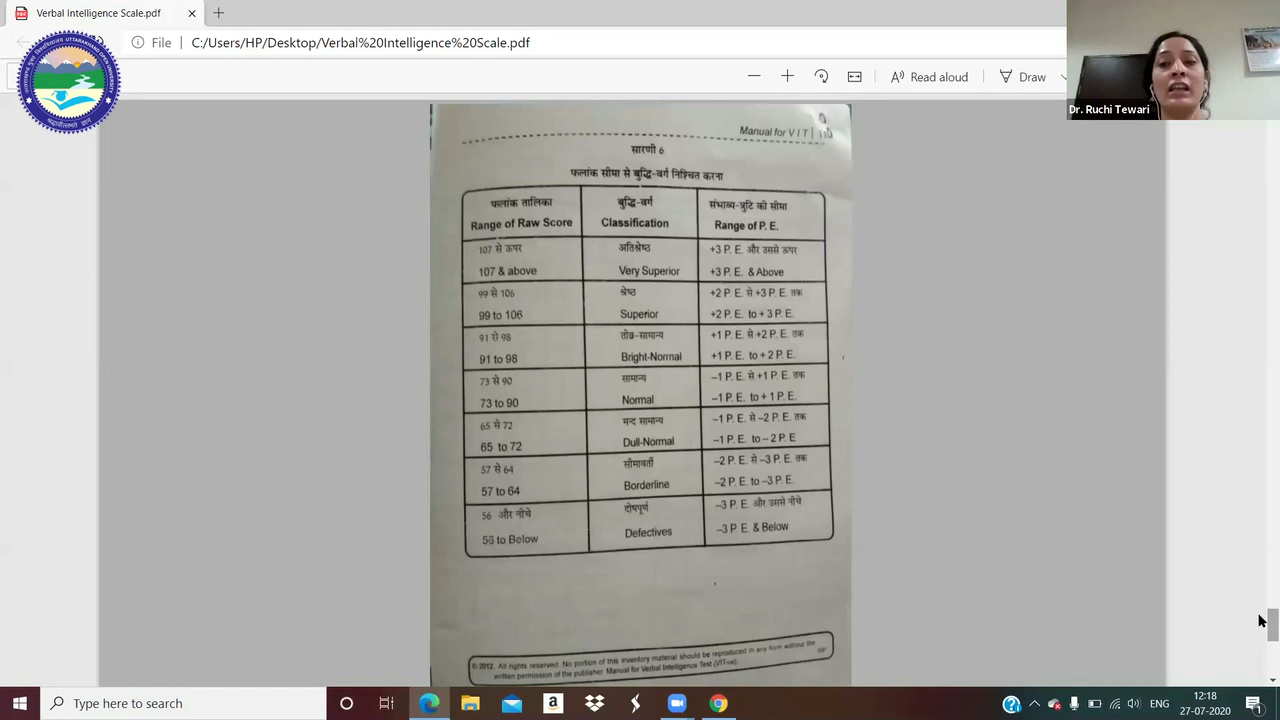 Verbal Intelligence Scale.pdf
File
C:/Users/HP/Desktop/Verbal%20Intelligence%20Scale.pdf
Read aloud
Draw
Dr. Ruchi Tewari
Manual for V I T |
सारणी 6
फलांक सीमा से बुद्धि-वर्ग निश्चित करना
फलांक तालिका
Range of Raw Score
बुद्धि-वर्ग
Classification
संभाव्य-त्रुटि की सीमा
Range of P. E.
107 से ऊपर
107 & above
अतिश्रेष्ठ
Very Superior
+3 P. E. और उससे ऊपर
+3 P. E. & Above
99 से 106
99 to 106
श्रेष्ठ
Superior
+2 P. E. से +3 P. E. तक
+2 P. E. to + 3 P. E.
91 से 98
91 to 98
तीव्र-सामान्य
Bright-Normal
+1 P. E. से +2 P. E. तक
+1 P. E. to + 2 P. E.
73 से 90
73 to 90
सामान्य
Normal
–1 P. E. से +1 P. E. तक
–1 P. E. to + 1 P. E.
65 से 72
65 to 72
मन्द सामान्य
Dull-Normal
–1 P. E. से –2 P. E. तक
–1 P. E. to – 2 P. E
57 से 64
57 to 64
सीमावर्ती
Borderline
–2 P. E. से –3 P. E. तक
–2 P. E. to –3 P. E.
56 और नीचे
56 to Below
दोषपूर्ण
Defectives
–3 P. E. और उससे नीचे
–3 P. E. & Below
© 2012. All rights reserved. No portion of this inventory material should be reproduced in any form without the
written permission of the publisher. Manual for Verbal Intelligence Test
Type here to search
ENG
12:18
27-07-2020